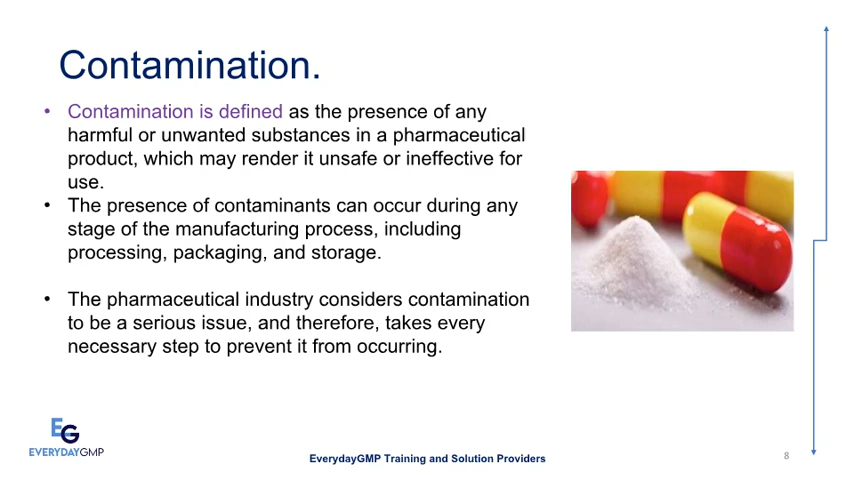 Contamination.
• Contamination is defined as the presence of any
harmful or unwanted substances in a pharmaceutical
product, which may render it unsafe or ineffective for
use.
• The presence of contaminants can occur during any
stage of the manufacturing process, including
processing, packaging, and storage.
• The pharmaceutical industry considers contamination
to be a serious issue, and therefore, takes every
necessary step to prevent it from occurring.
EG
EVERYDAYGMP
EverydayGMP Training and Solution Providers
8